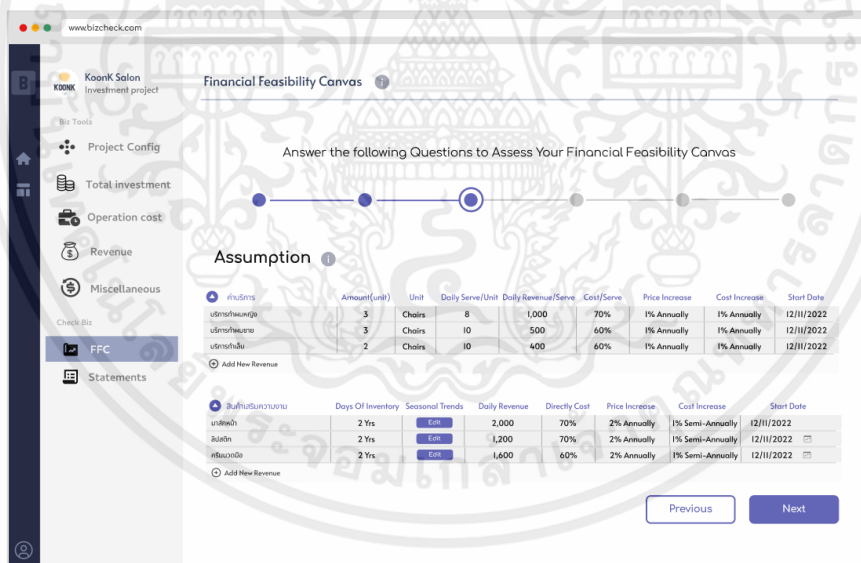 www.bizcheck.com
B
KOONK
KoonK Salon
Investment project
Biz Tools
Project Config
Total investment
Operation cost
Revenue
Miscellaneous
Check Biz
FFC
Statements
Financial Feasibility Canvas i
Answer the following Questions to Assess Your Financial Feasibility Canvas
Assumption i
ค่าบริการ Amount(unit) Unit Daily Serve/Unit Daily Revenue/Serve Cost/Serve Price Increase Cost Increase Start Date
บริการทำผมหญิง 3 Chairs 8 1,000 70% 1% Annually 1% Annually 12/11/2022
บริการทำผมชาย 3 Chairs 10 500 60% 1% Annually 1% Annually 12/11/2022
บริการทำเล็บ 2 Chairs 10 400 60% 1% Annually 1% Annually 12/11/2022
Add New Revenue
สินค้าเสริมความงาม Days Of Inventory Seasonal Trends Daily Revenue Directly Cost Price Increase Cost Increase Start Date
มาส์กหน้า 2 Yrs Edit 2,000 70% 2% Annually 1% Semi-Annually 12/11/2022
ลิปสติก 2 Yrs Edit 1,200 70% 2% Annually 1% Semi-Annually 12/11/2022
ครีมนวดมือ 2 Yrs Edit 1,600 60% 2% Annually 1% Semi-Annually 12/11/2022
Add New Revenue
Previous
Next